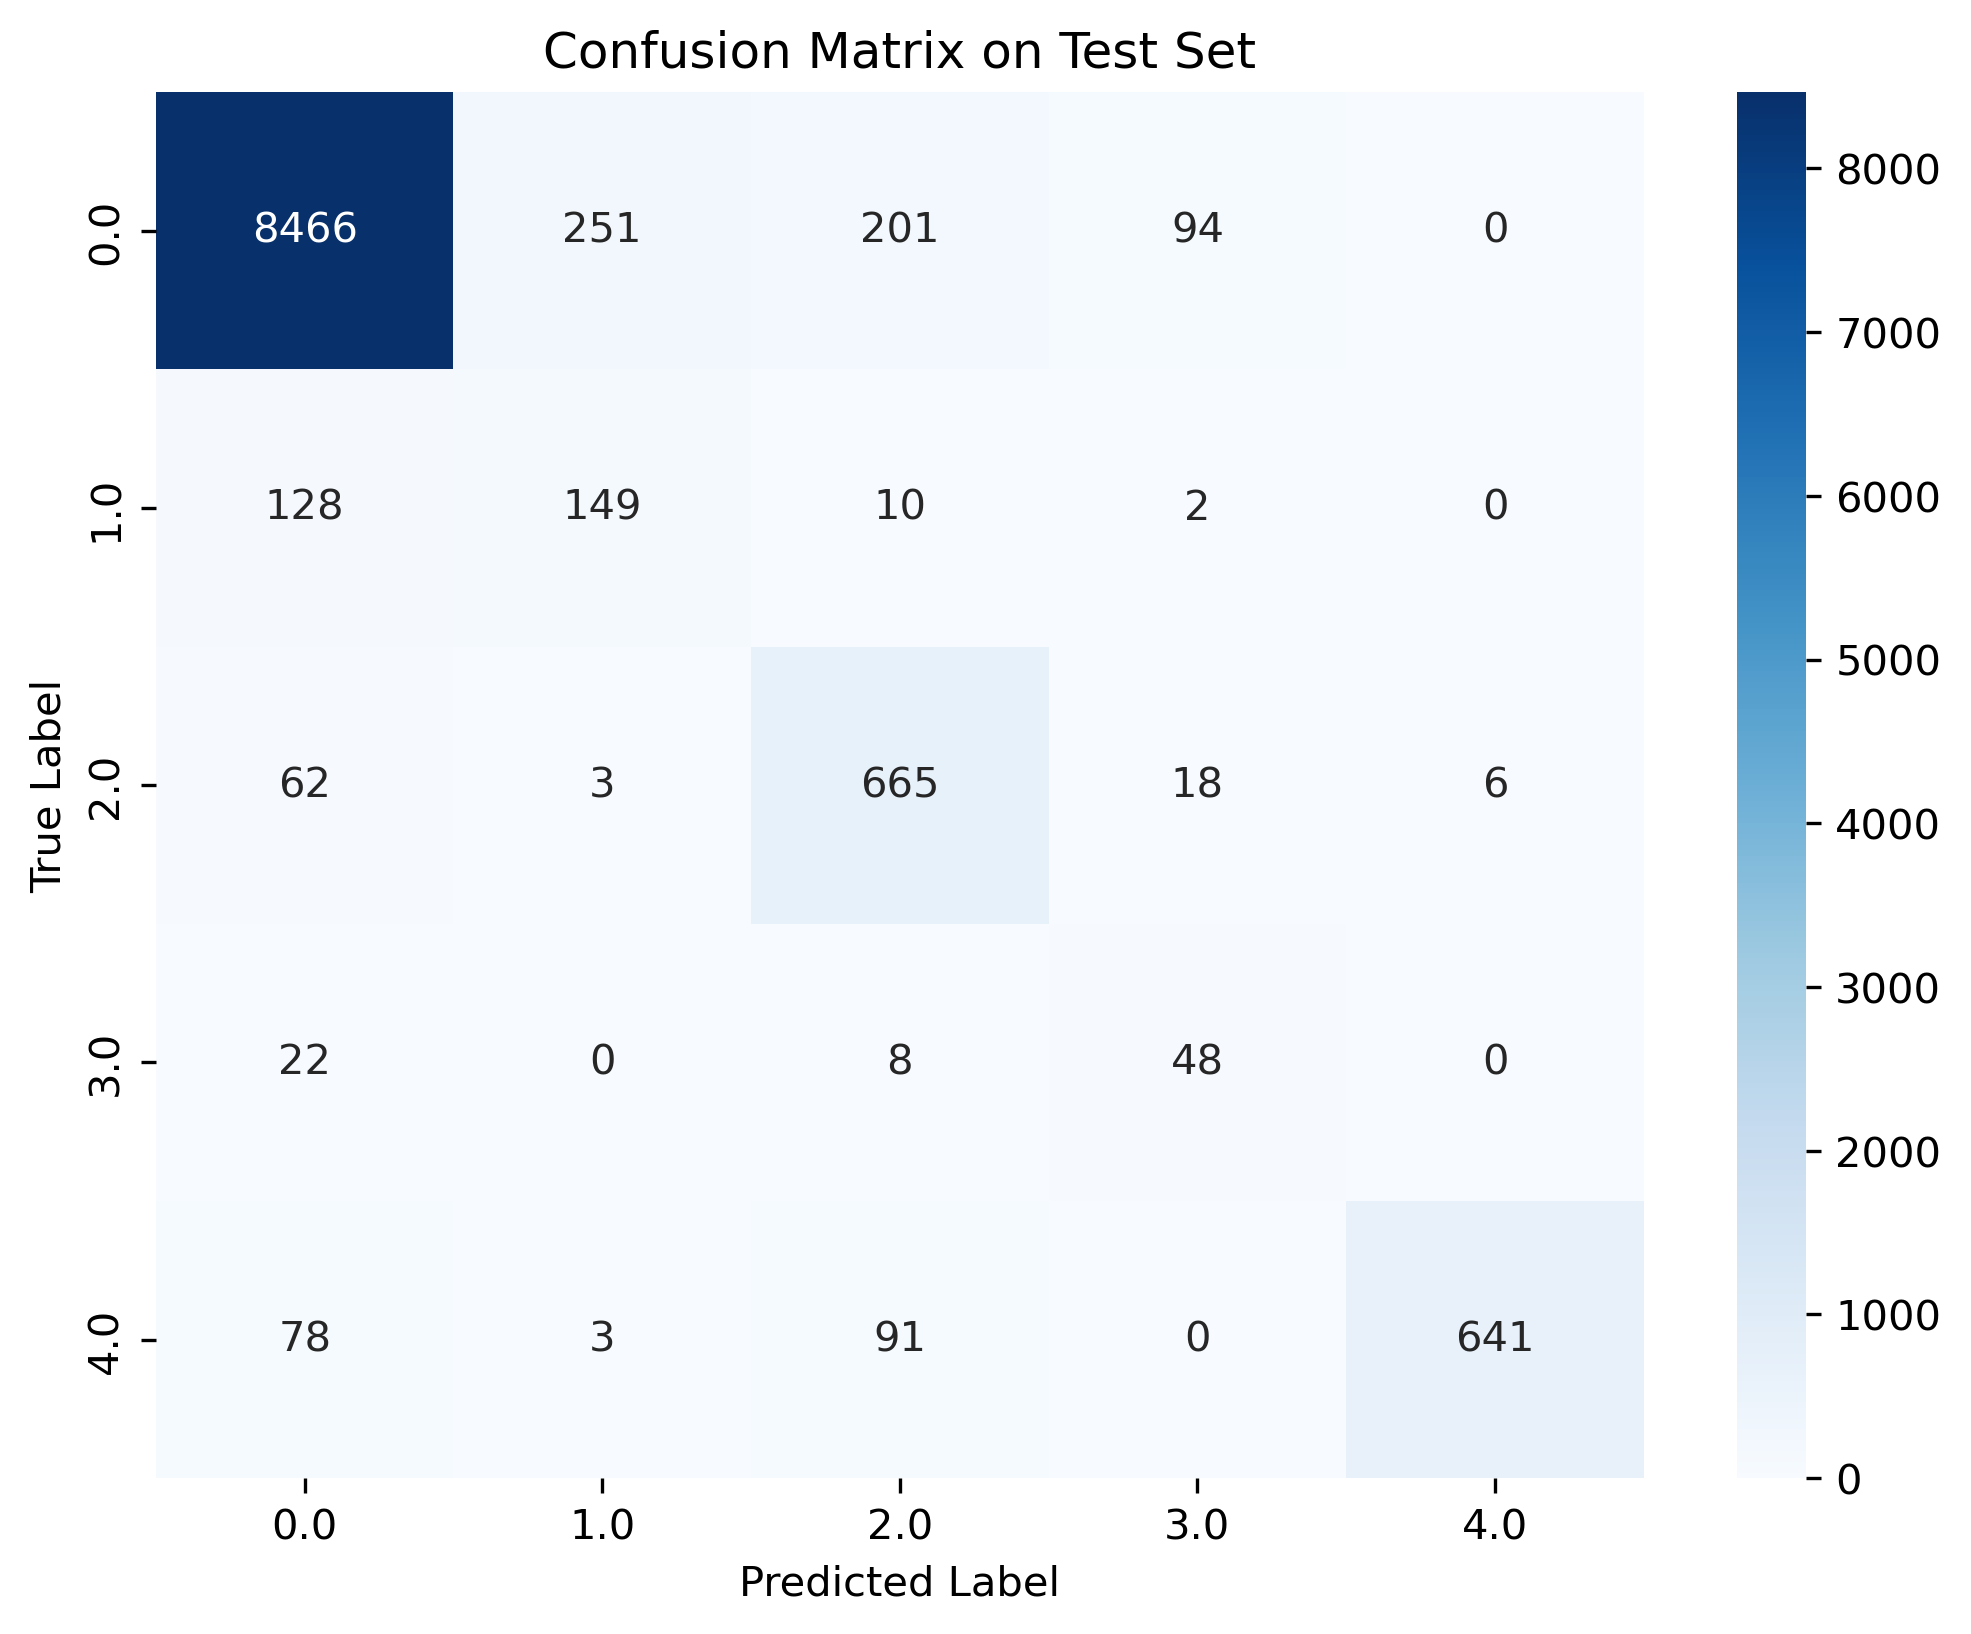 Confusion Matrix on Test Set
True Label
0.0 8466 251 201 94 0
1.0 128 149 10 2 0
2.0 62 3 665 18 6
3.0 22 0 8 48 0
4.0 78 3 91 0 641
0.0 1.0 2.0 3.0 4.0
Predicted Label
8000
7000
6000
5000
4000
3000
2000
1000
0